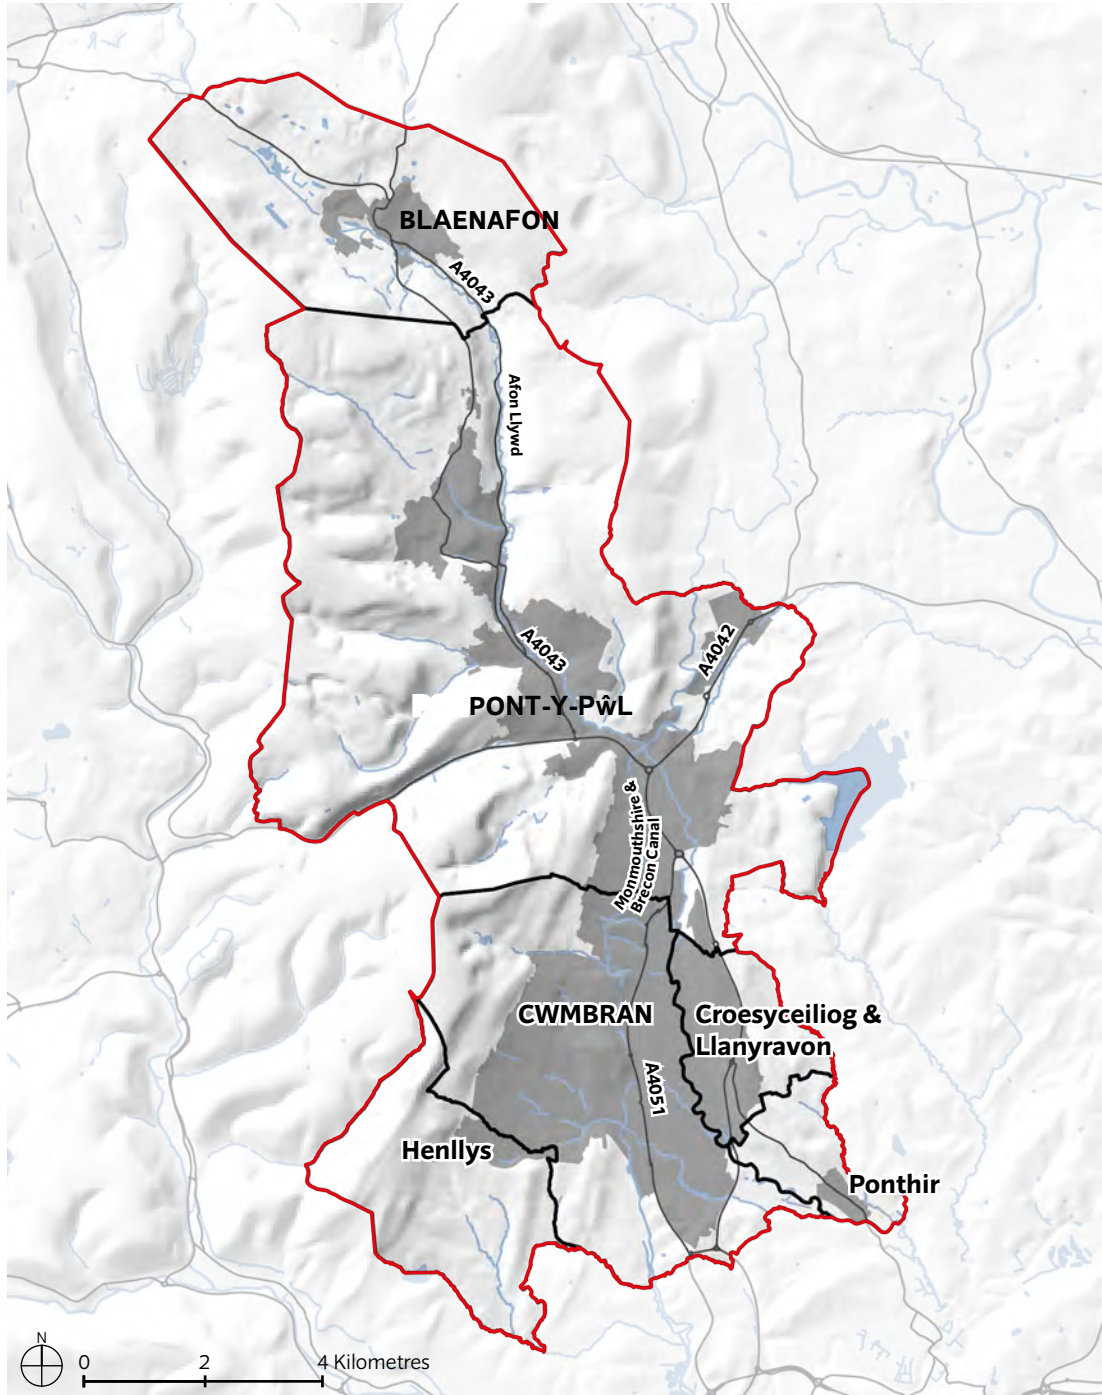 BLAENAFON
A4043
Afon Llywd
A4042
A4043
PONT-Y-PŵL
Monmouthshire &
Brecon Canal
CWMBRAN
Croesyceiliog &
Llanyravon
A4051
Henllys
Ponthir
N
0 2 4 Kilometres